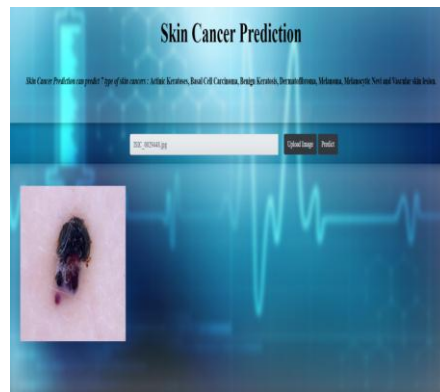 Skin Cancer Prediction
Skin Cancer Prediction can predict 7 type of skin cancers : Actinic Keratoses, Basal Cell Carcinoma, Benign Keratosis, Dermatofibroma, Melanoma, Melanocytic Nevi and Vascular skin lesion.
Upload Image Predict